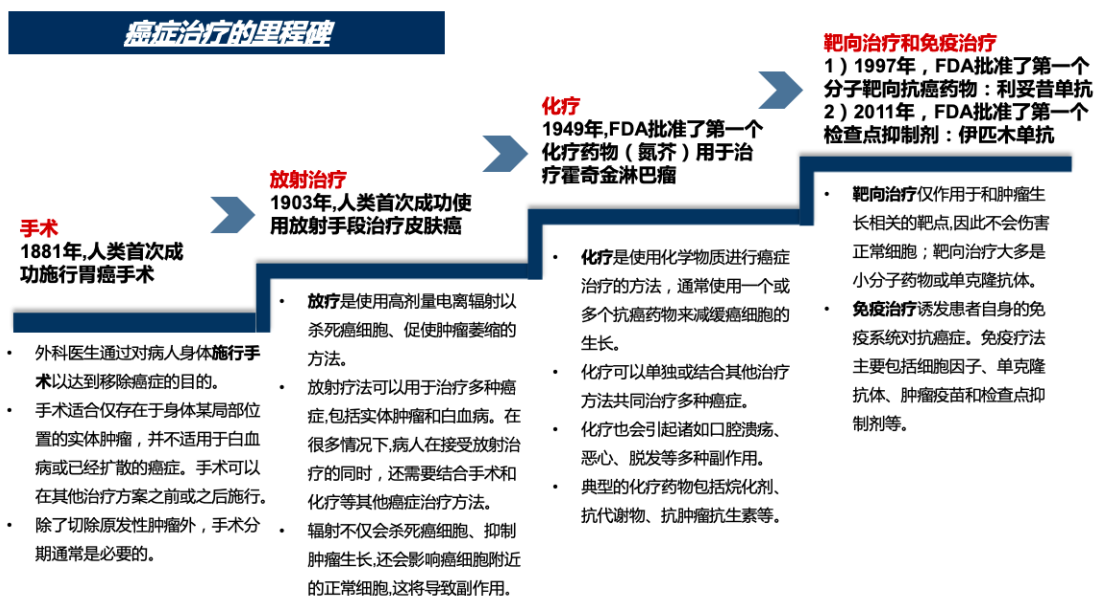 癌症治疗的里程碑
手术
1881年,人类首次成
功施行胃癌手术
• 外科医生通过对病人身体施行手
术以达到移除癌症的目的。
• 手术适合仅存在于身体某局部位
置的实体肿瘤，并不适用于白血
病或已经扩散的癌症。手术可以
在其他治疗方案之前或之后施行。
• 除了切除原发性肿瘤外，手术分
期通常是必要的。
放射治疗
1903年,人类首次成功使
用放射手段治疗皮肤癌
• 放疗是使用高剂量电离辐射以
杀死癌细胞、促使肿瘤萎缩的
方法。
• 放射疗法可以用于治疗多种癌
症,包括实体肿瘤和白血病。在
很多情况下,病人在接受放射治
疗的同时，还需要结合手术和
化疗等其他癌症治疗方法。
• 辐射不仅会杀死癌细胞、抑制
肿瘤生长,还会影响癌细胞附近
的正常细胞,这将导致副作用。
化疗
1949年,FDA批准了第一个
化疗药物（氮芥）用于治
疗霍奇金淋巴瘤
• 化疗是使用化学物质进行癌症
治疗的方法，通常使用一个或
多个抗癌药物来减缓癌细胞的
生长。
• 化疗可以单独或结合其他治疗
方法共同治疗多种癌症。
• 化疗也会引起诸如口腔溃疡、
恶心、脱发等多种副作用。
• 典型的化疗药物包括烷化剂、
抗代谢物、抗肿瘤抗生素等。
靶向治疗和免疫治疗
1）1997年，FDA批准了第一个
分子靶向抗癌药物：利妥昔单抗
2）2011年，FDA批准了第一个
检查点抑制剂：伊匹木单抗
• 靶向治疗仅作用于和肿瘤生
长相关的靶点,因此不会伤害
正常细胞；靶向治疗大多是
小分子药物或单克隆抗体。
• 免疫治疗诱发患者自身的免
疫系统对抗癌症。免疫疗法
主要包括细胞因子、单克隆
抗体、肿瘤疫苗和检查点抑
制剂等。